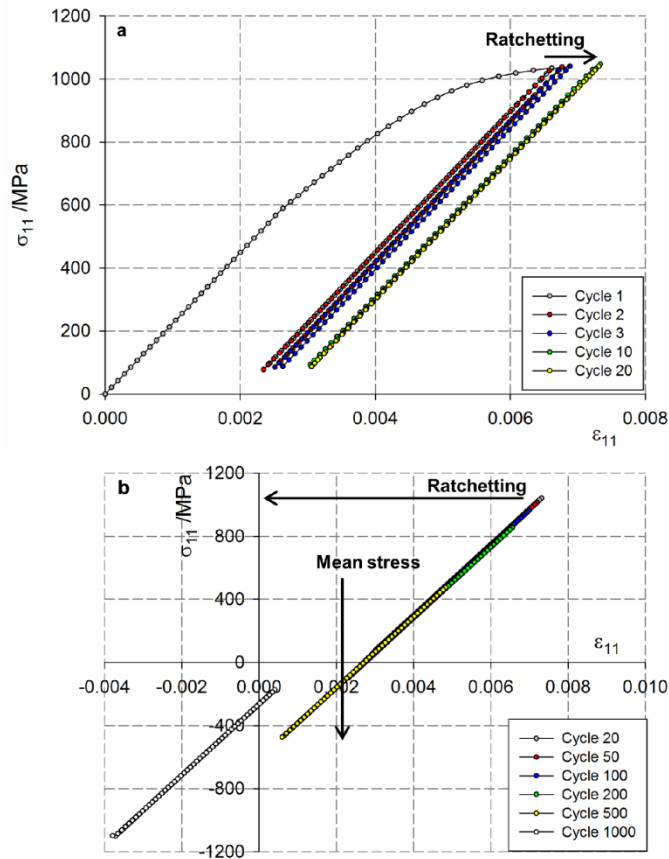 a
Ratchetting
1200
1000
800
600
400
200
0
σ11 /MPa
Cycle 1
Cycle 2
Cycle 3
Cycle 10
Cycle 20
0.000 0.002 0.004 0.006 0.008
ε11
b
Ratchetting
Mean stress
1200
800
400
0
-400
-800
-1200
σ11 /MPa
ε11
-0.004 -0.002 0.000 0.002 0.004 0.006 0.008 0.010
Cycle 20
Cycle 50
Cycle 100
Cycle 200
Cycle 500
Cycle 1000